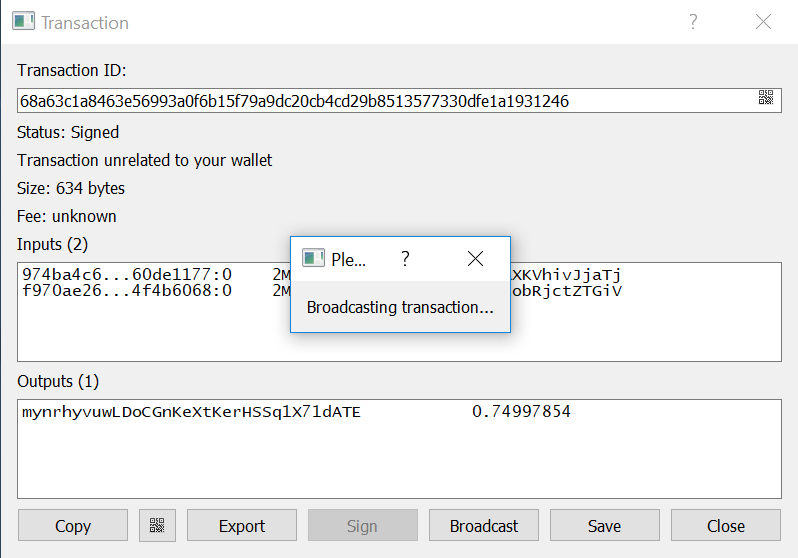 Transaction
?
Transaction ID:
68a63c1a8463e56993a0f6b15f79a9dc20cb4cd29b8513577330dfe1a1931246
Status: Signed
Transaction unrelated to your wallet
Size: 634 bytes
Fee: unknown
Inputs (2)
Ple... ?
974ba4c6...60de1177:0 2M XKVhivJjaTj
f970ae26...4f4b6068:0 2M obRjctZTGiV
Broadcasting transaction...
Outputs (1)
mynrhyvuwLDoCGnKeXtKerHSSq1X71dATE 0.74997854
Copy Export Sign Broadcast Save Close